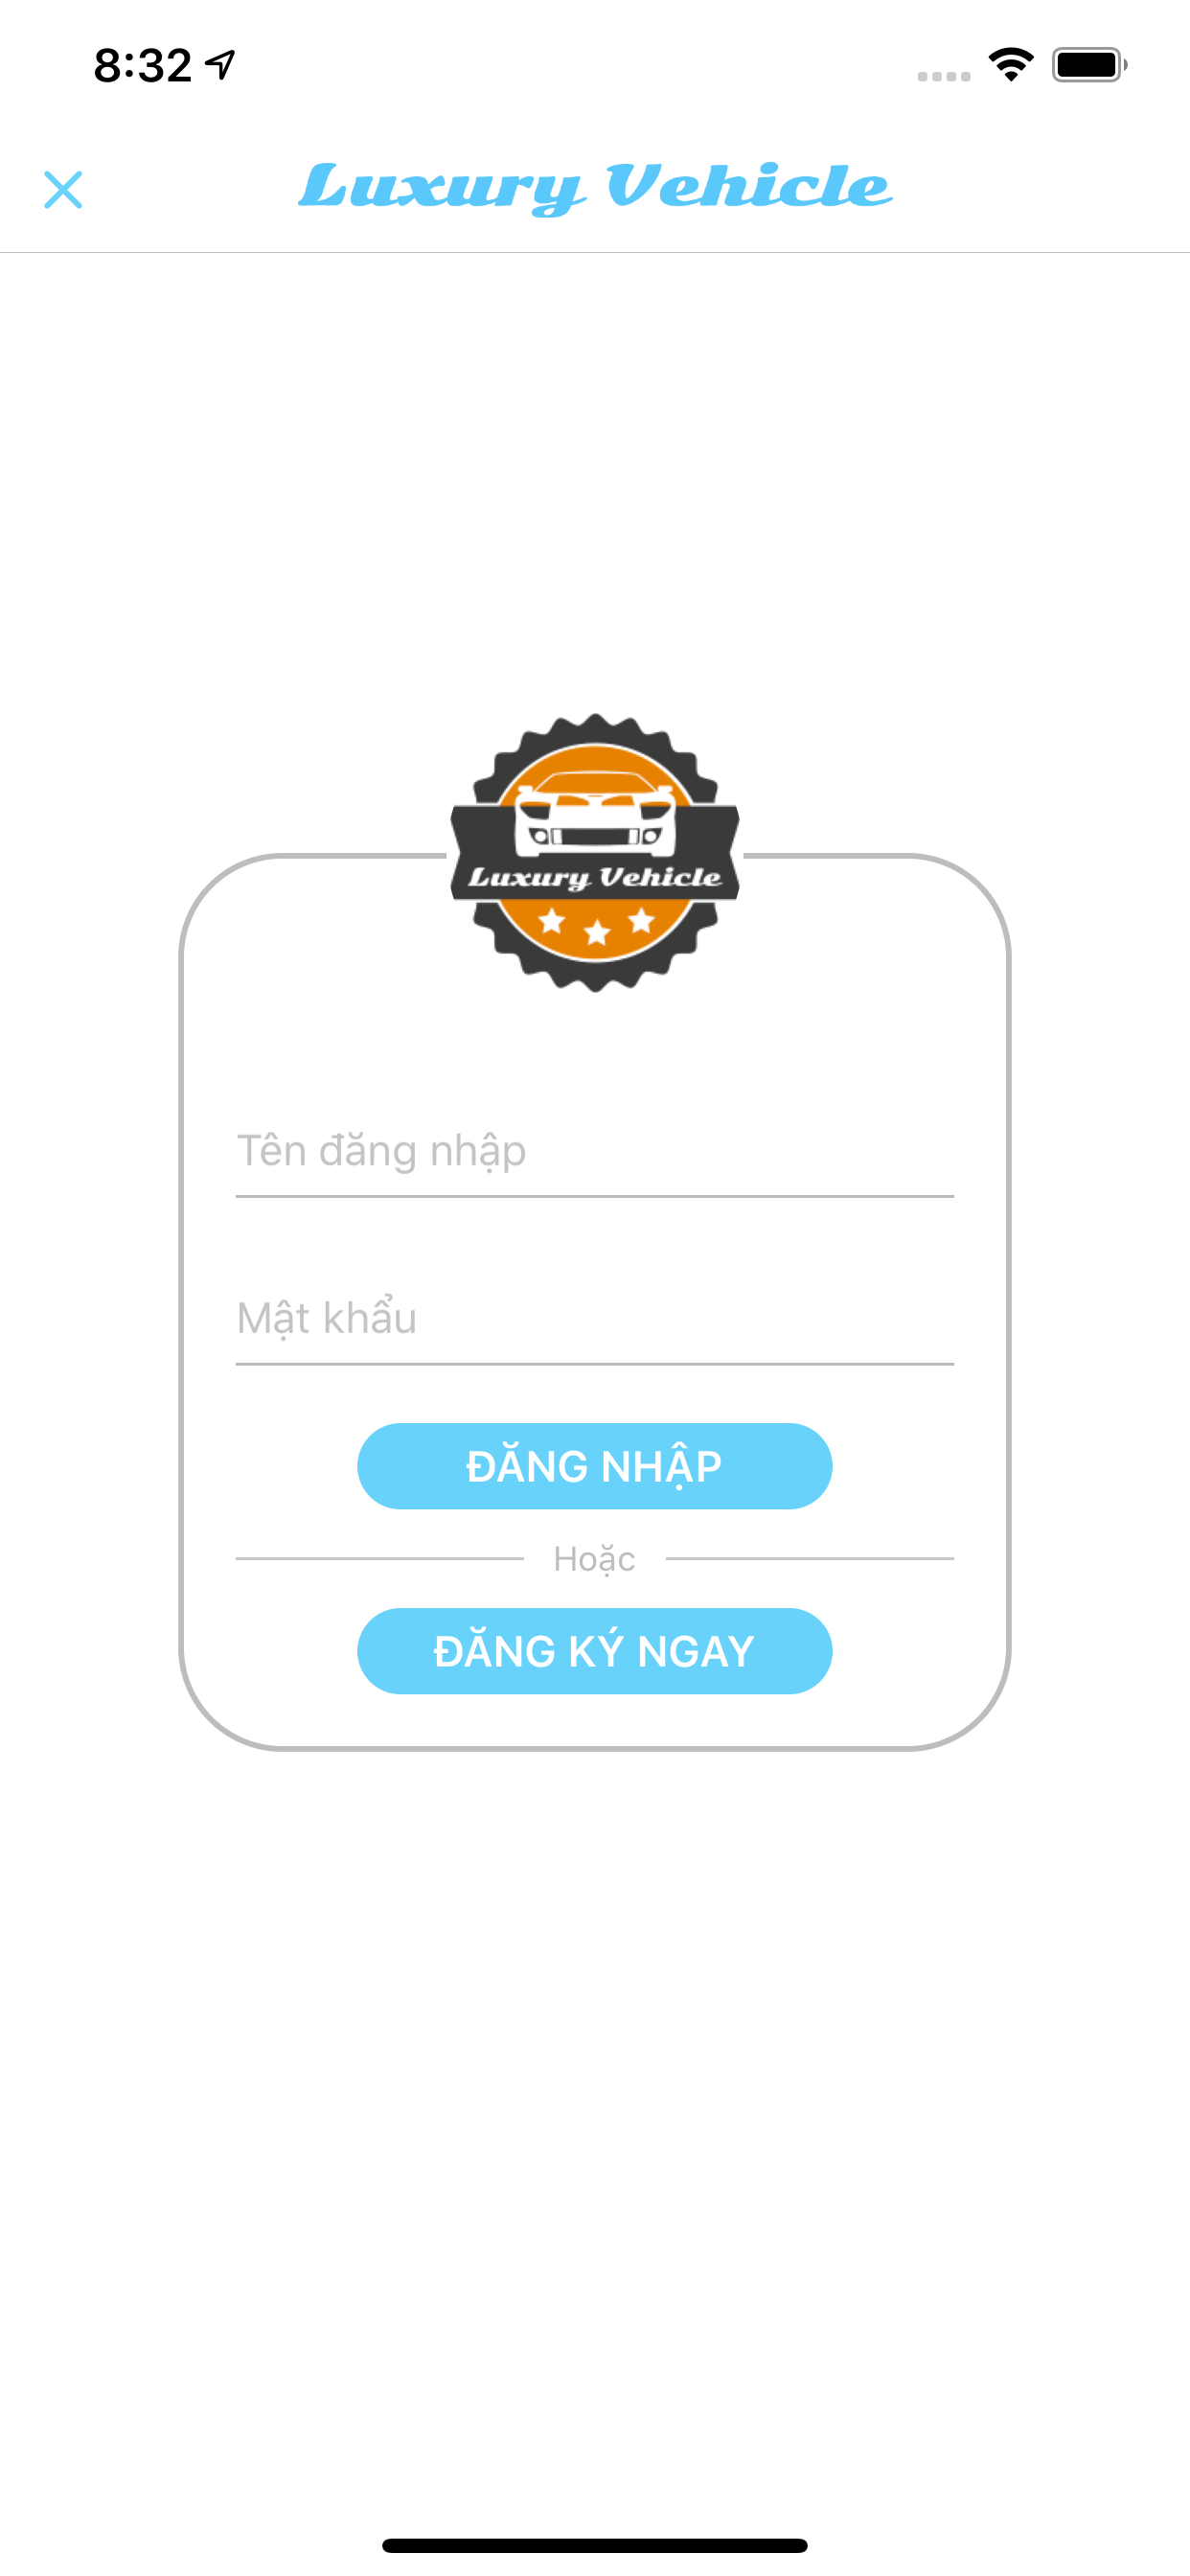 8:32
Luxury Vehicle
Luxury Vehicle
Tên đăng nhập
Mật khẩu
ĐĂNG NHẬP
Hoặc
ĐĂNG KÝ NGAY